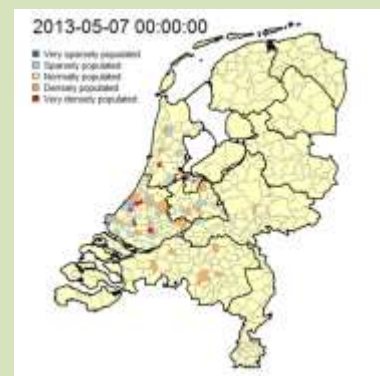 2013-05-07 00:00:00
Very sparsely populated
Sparsely populated
Normally populated
Densely populated
Very densely populated